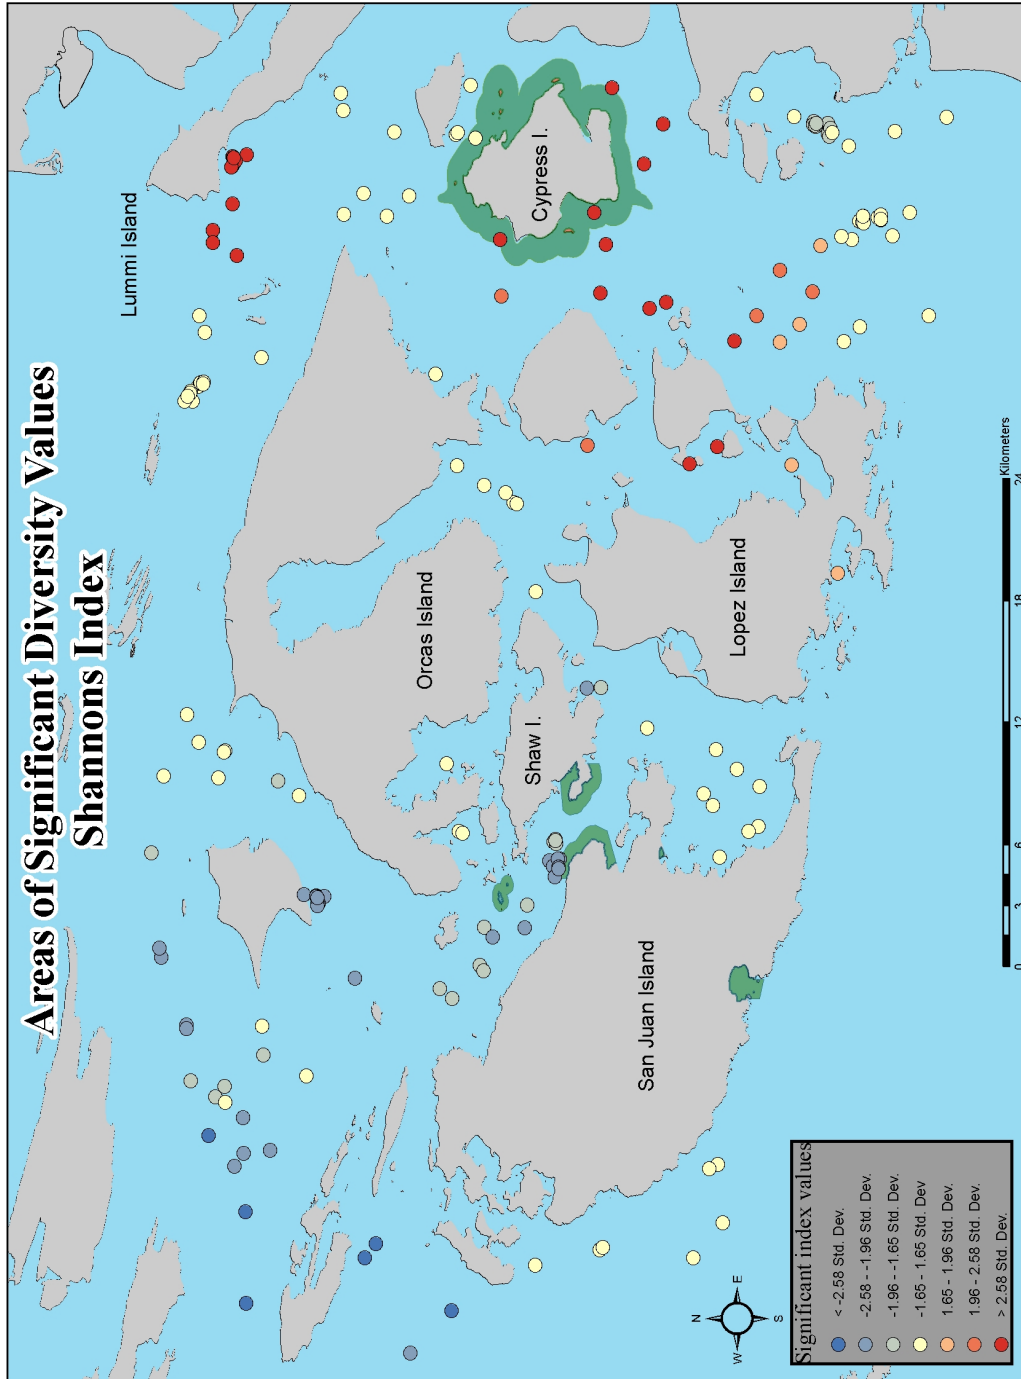 Areas of Significant Diversity Values
Shannons Index
Lummi Island
Cypress I.
Orcas Island
Shaw I.
Lopez Island
San Juan Island
N
W
E
S
Significant index values
< -2.58 Std. Dev.
-2.58 - -1.96 Std. Dev.
-1.96 - -1.65 Std. Dev.
-1.65 - 1.65 Std. Dev
1.65 - 1.96 Std. Dev.
1.96 - 2.58 Std. Dev.
> 2.58 Std. Dev.
0 3 6 12 18 24
Kilometers